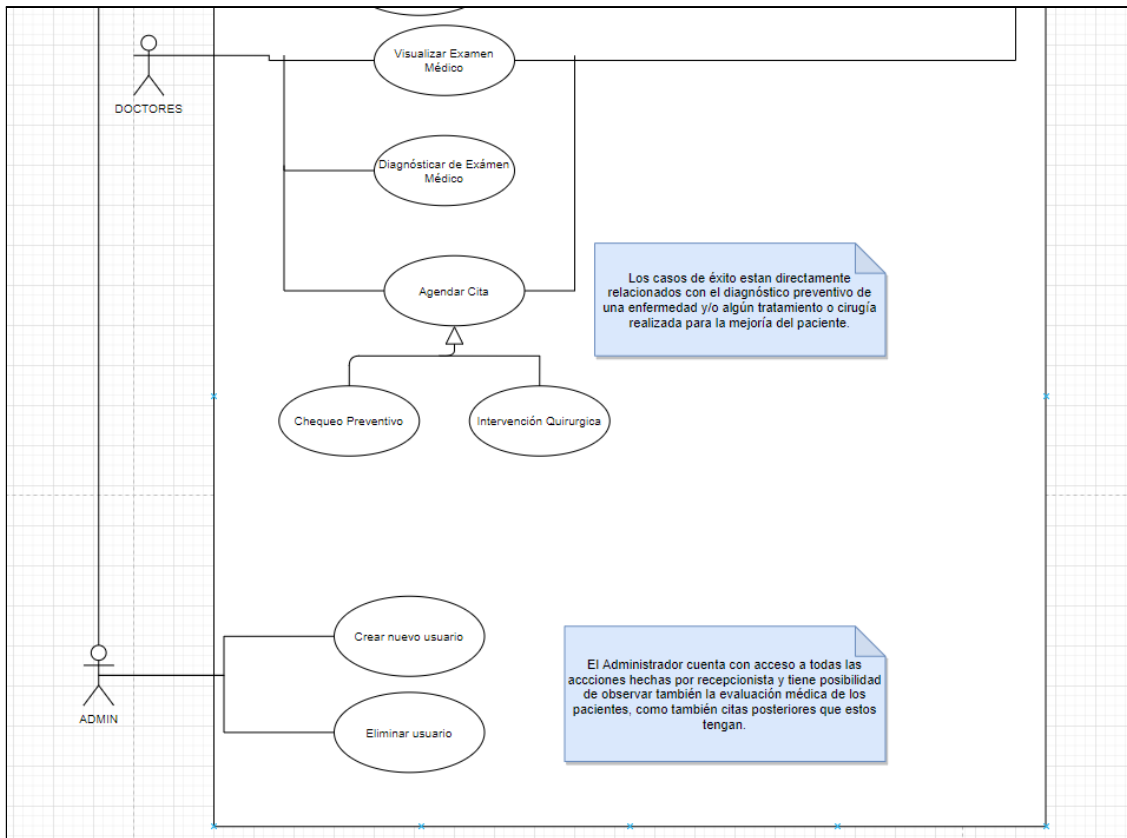 Visualizar Examen
Médico
DOCTORES
Diagnósticar de Exámen
Médico
Agendar Cita
Los casos de éxito estan directamente
relacionados con el diagnóstico preventivo de
una enfermedad y/o algún tratamiento o cirugía
realizada para la mejoría del paciente.
Chequeo Preventivo
Intervención Quirurgica
Crear nuevo usuario
El Administrador cuenta con acceso a todas las
accciones hechas por recepcionista y tiene posibilidad
de observar también la evaluación médica de los
pacientes, como también citas posteriores que estos
tengan.
ADMIN
Eliminar usuario